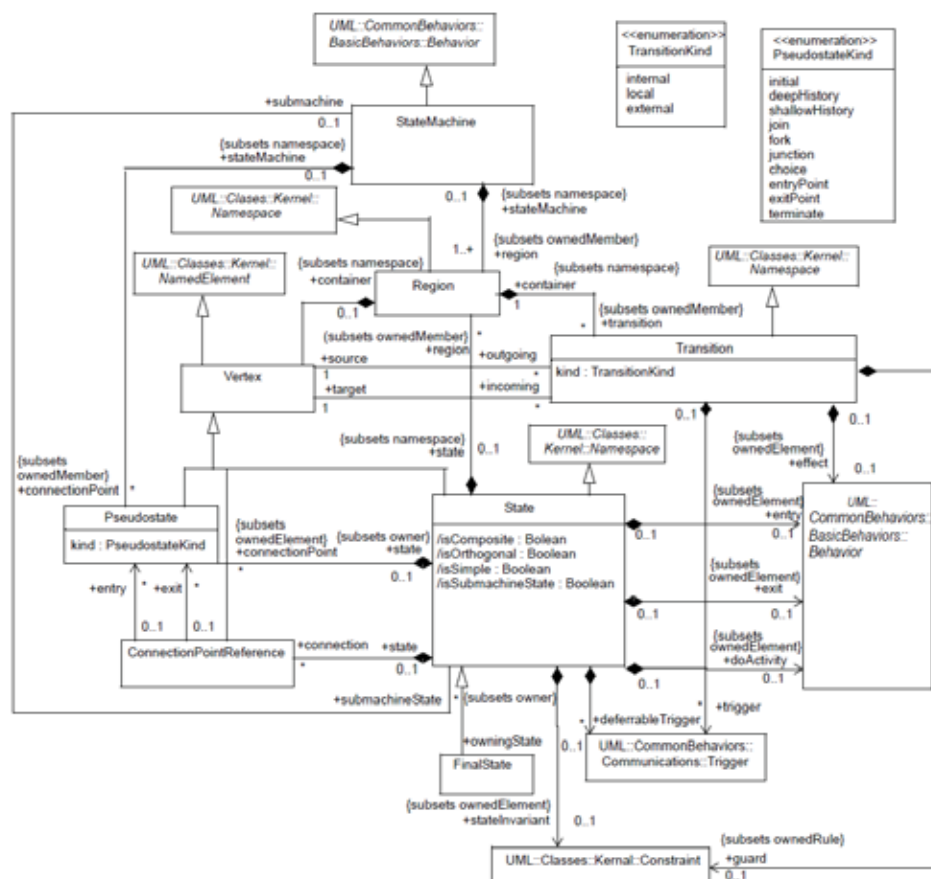 UML::CommonBehaviors::
BasicBehaviors::Behavior
<<enumeration>>
TransitionKind
internal
local
external
<<enumeration>>
PseudostateKind
initial
deepHistory
shallowHistory
join
fork
junction
choice
entryPoint
exitPoint
terminate
+submachine
0..1
StateMachine
{subsets namespace}
+stateMachine
0..1
0..1
{subsets namespace}
+stateMachine
UML::Clases::Kernel::
Namespace
1..*
{subsets ownedMember}
+region
UML::Classes::Kernel::
NamedElement
{subsets namespace}
+container
0..1
Region
{subsets namespace}
+container
1
UML::Classes::Kernel::
Namespace
*
{subsets ownedMember}
+transition
{subsets ownedMember}
+region
*
Transition
kind : TransitionKind
+source
1
+outgoing
*
Vertex
+target
1
+incoming
*
0..1
0..1
{subsets
ownedElement}
+effect
0..1
{subsets namespace}
+state
0..1
UML::Classes::
Kernel::Namespace
{subsets
ownedMember}
+connectionPoint
*
Pseudostate
kind : PseudostateKind
{subsets
ownedElement}
+connectionPoint
*
{subsets owner}
+state
0..1
State
/isComposite : Bolean
/isOrthogonal : Boolean
/isSimple : Boolean
/isSubmachineState : Boolean
{subsets
ownedElement}
+entry
0..1
0..1
UML::
CommonBehaviors::
BasicBehaviors::
Behavior
{subsets
ownedElement}
+exit
0..1
0..1
{subsets
ownedElement}
+doActivity
0..1
0..1
+entry
*
+exit
*
0..1
0..1
ConnectionPointReference
+connection
*
+state
0..1
+submachineState
*
{subsets owner}
+owningState
0..1
FinalState
*
+deferrableTrigger
*
+trigger
UML::CommonBehaviors::
Communications::Trigger
{subsets ownedElement}
+stateInvariant
0..1
UML::Classes::Kernal::Constraint
{subsets ownedRule}
+guard
0..1